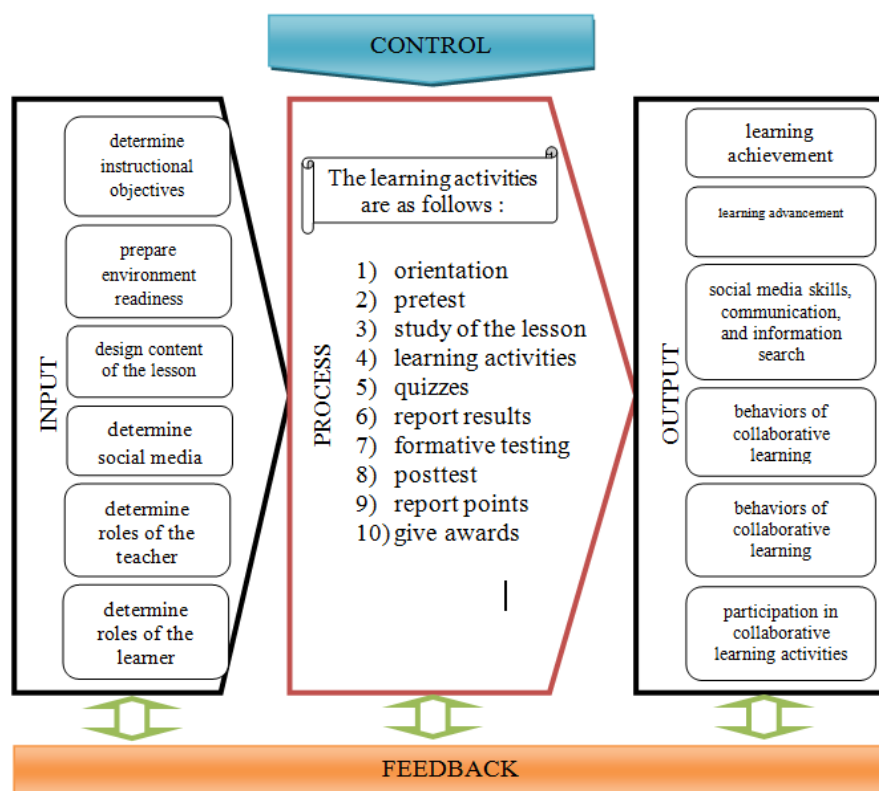 CONTROL
INPUT
determine
instructional
objectives
prepare
environment
readiness
design content
of the lesson
determine
social media
determine
roles of the
teacher
determine
roles of the
learner
PROCESS
The learning activities
are as follows :
1) orientation
2) pretest
3) study of the lesson
4) learning activities
5) quizzes
6) report results
7) formative testing
8) posttest
9) report points
10) give awards
OUTPUT
learning
achievement
learning advancement
social media skills,
communication,
and information
search
behaviors of
collaborative
learning
behaviors of
collaborative
learning
participation in
collaborative
learning activities
FEEDBACK